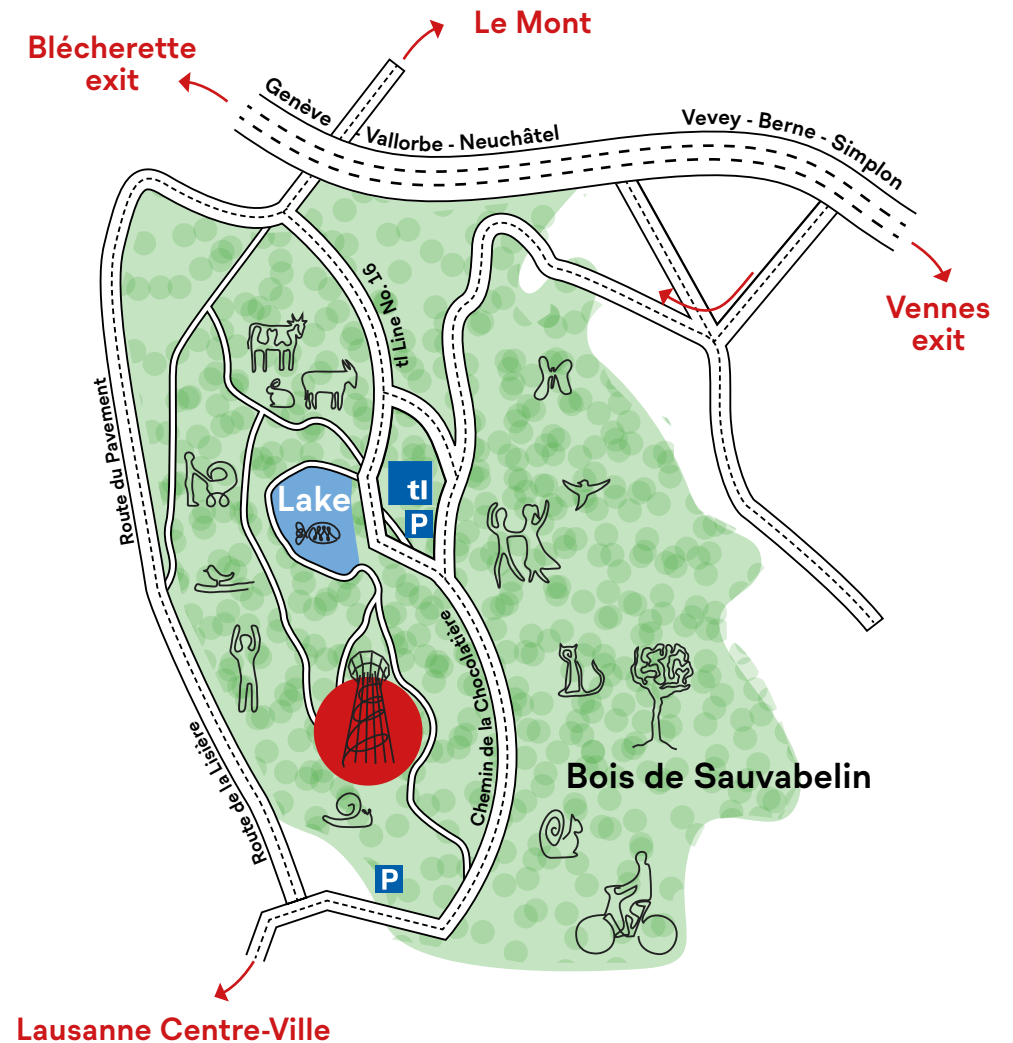 Le Mont
Blécherette
exit
Genève
Vallorbe - Neuchâtel
Vevey - Berne - Simplon
Vennes
exit
tl Line No. 16
Route du Pavement
Lake
tl
P
Chemin de la Chocolatière
Route de la Lisière
Bois de Sauvabelin
P
Lausanne Centre-Ville